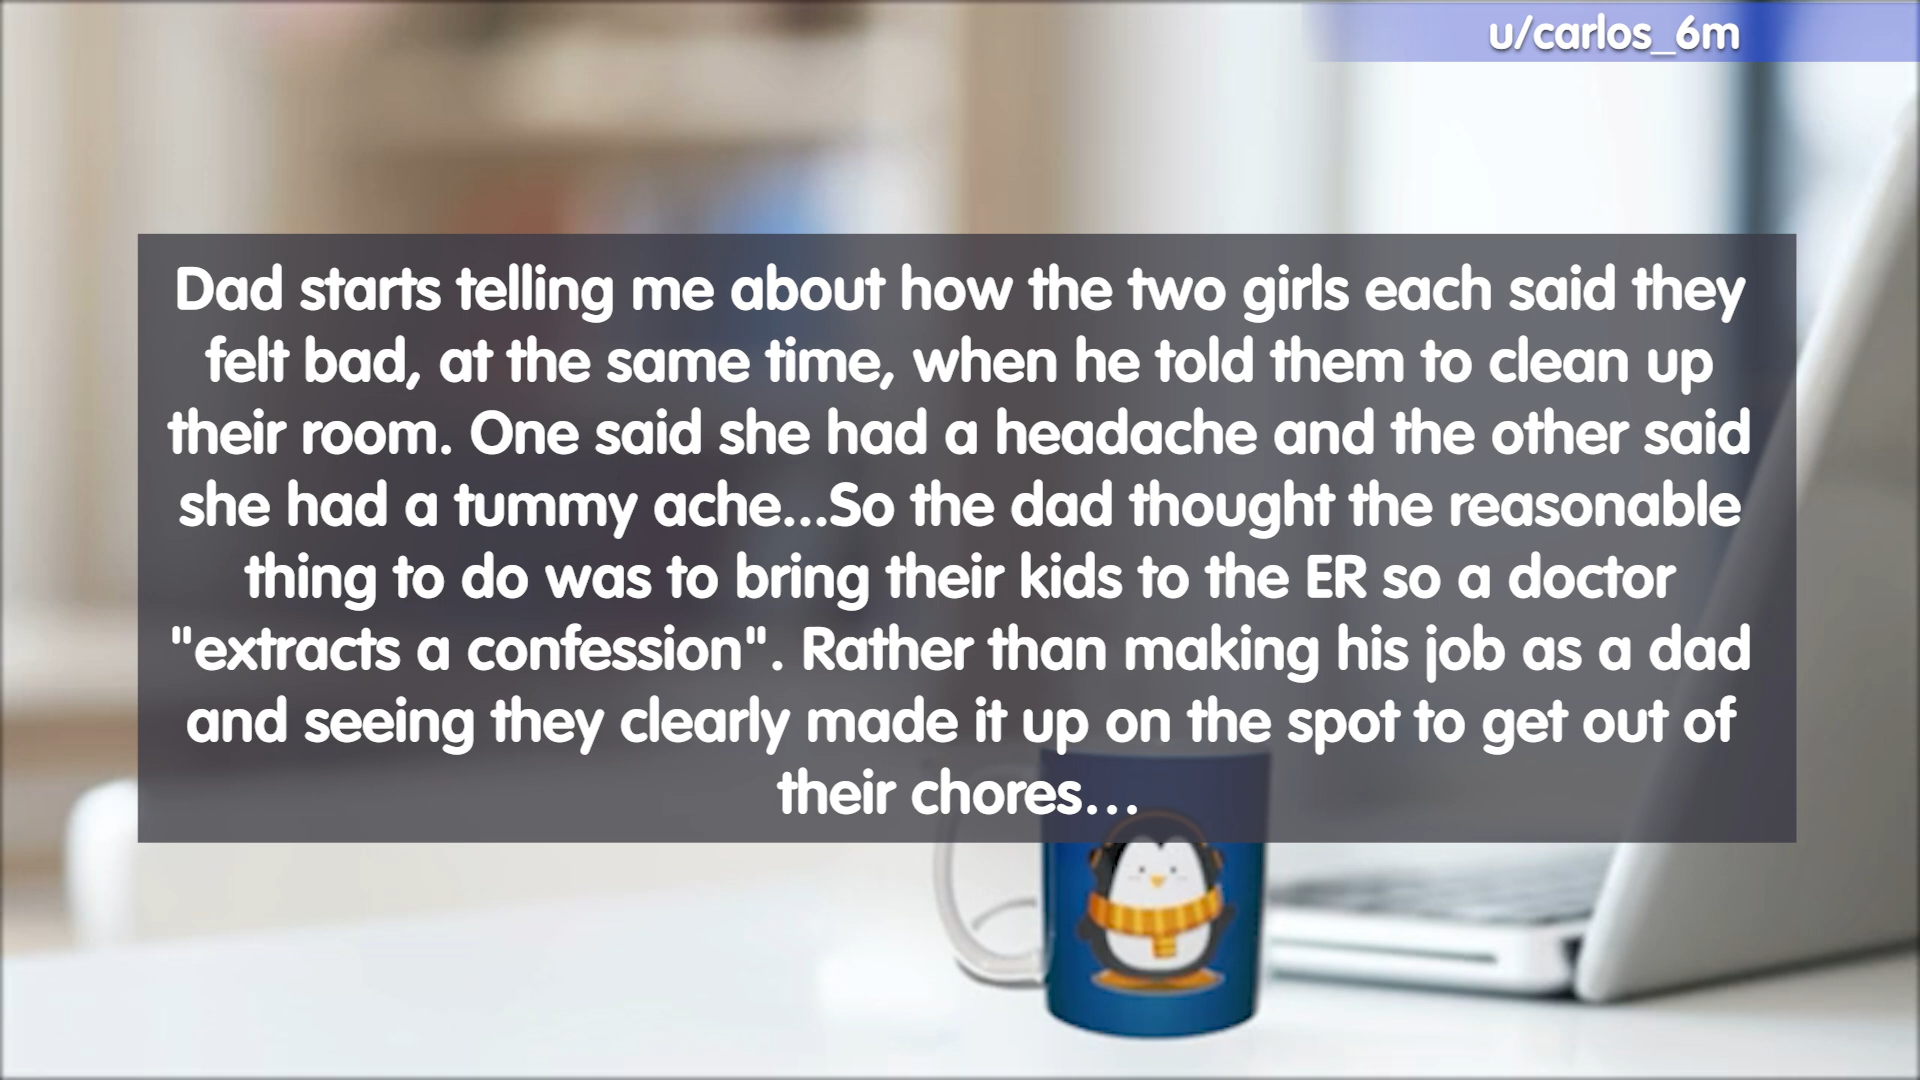 u/carlos_6m
Dad starts telling me about how the two girls each said they
felt bad, at the same time, when he told them to clean up
their room. One said she had a headache and the other said
she had a tummy ache...So the dad thought the reasonable
thing to do was to bring their kids to the ER so a doctor
"extracts a confession". Rather than making his job as a dad
and seeing they clearly made it up on the spot to get out of
their chores…